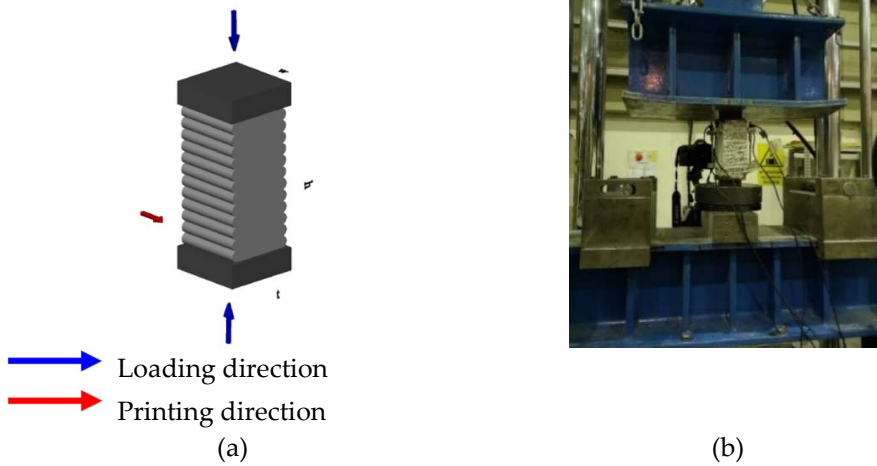 t
h
t
Loading direction
Printing direction
(a)
(b)